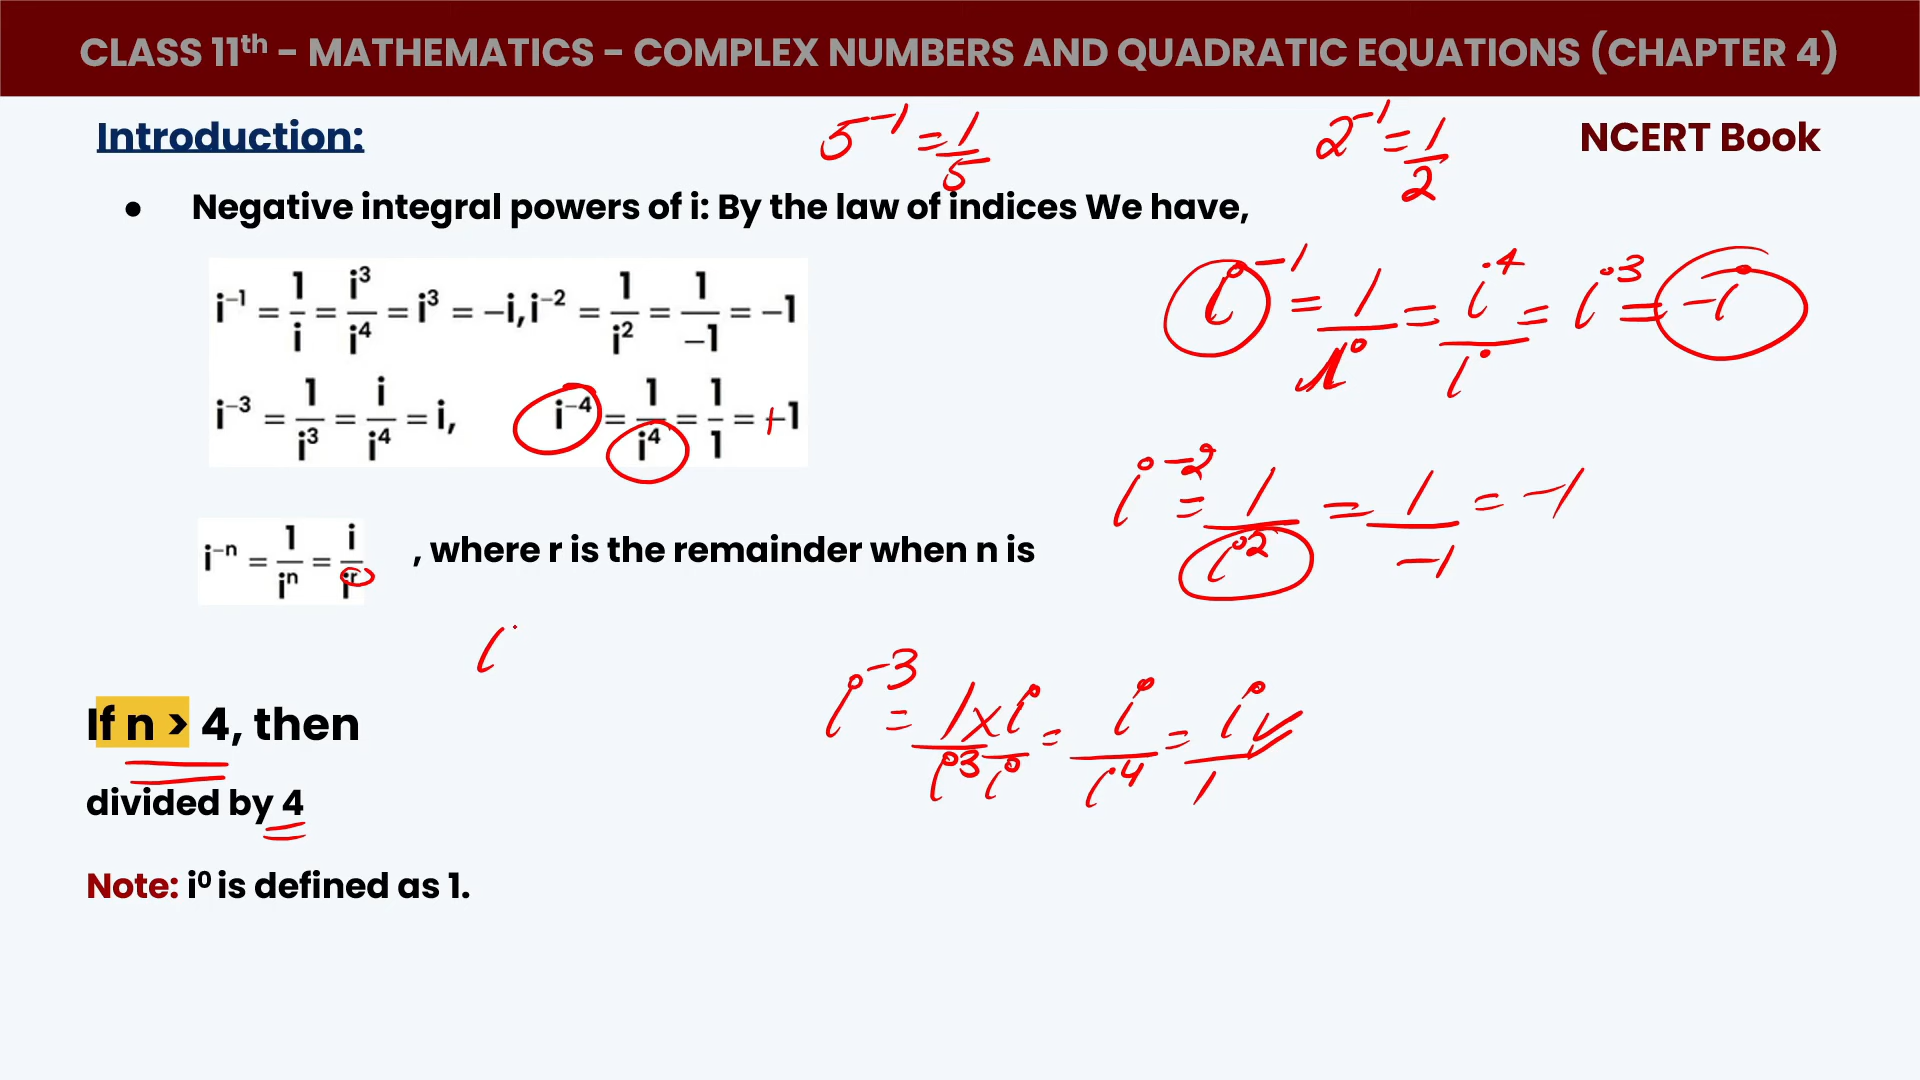 CLASS 11th - MATHEMATICS - COMPLEX NUMBERS AND QUADRATIC EQUATIONS (CHAPTER 4)
Introduction:
5⁻¹ = 1/5
2⁻¹ = 1/2
NCERT Book
● Negative integral powers of i: By the law of indices We have,
i⁻¹ = 1/i = i³/i⁴ = i³ = −i, i⁻² = 1/i² = 1/−1 = −1
i⁻¹ = 1/i = i⁴/i = i³ = −i
i⁻³ = 1/i³ = i/i⁴ = i, i⁻⁴ = 1/i⁴ = 1/1 = +1
i⁻² = 1/i² = 1/−1 = −1
i⁻ⁿ = 1/iⁿ = i/iʳ , where r is the remainder when n is
i
i⁻³ = 1×i/i³ i = i/i⁴ = i/1
If n > 4, then
divided by 4
Note: i⁰ is defined as 1.